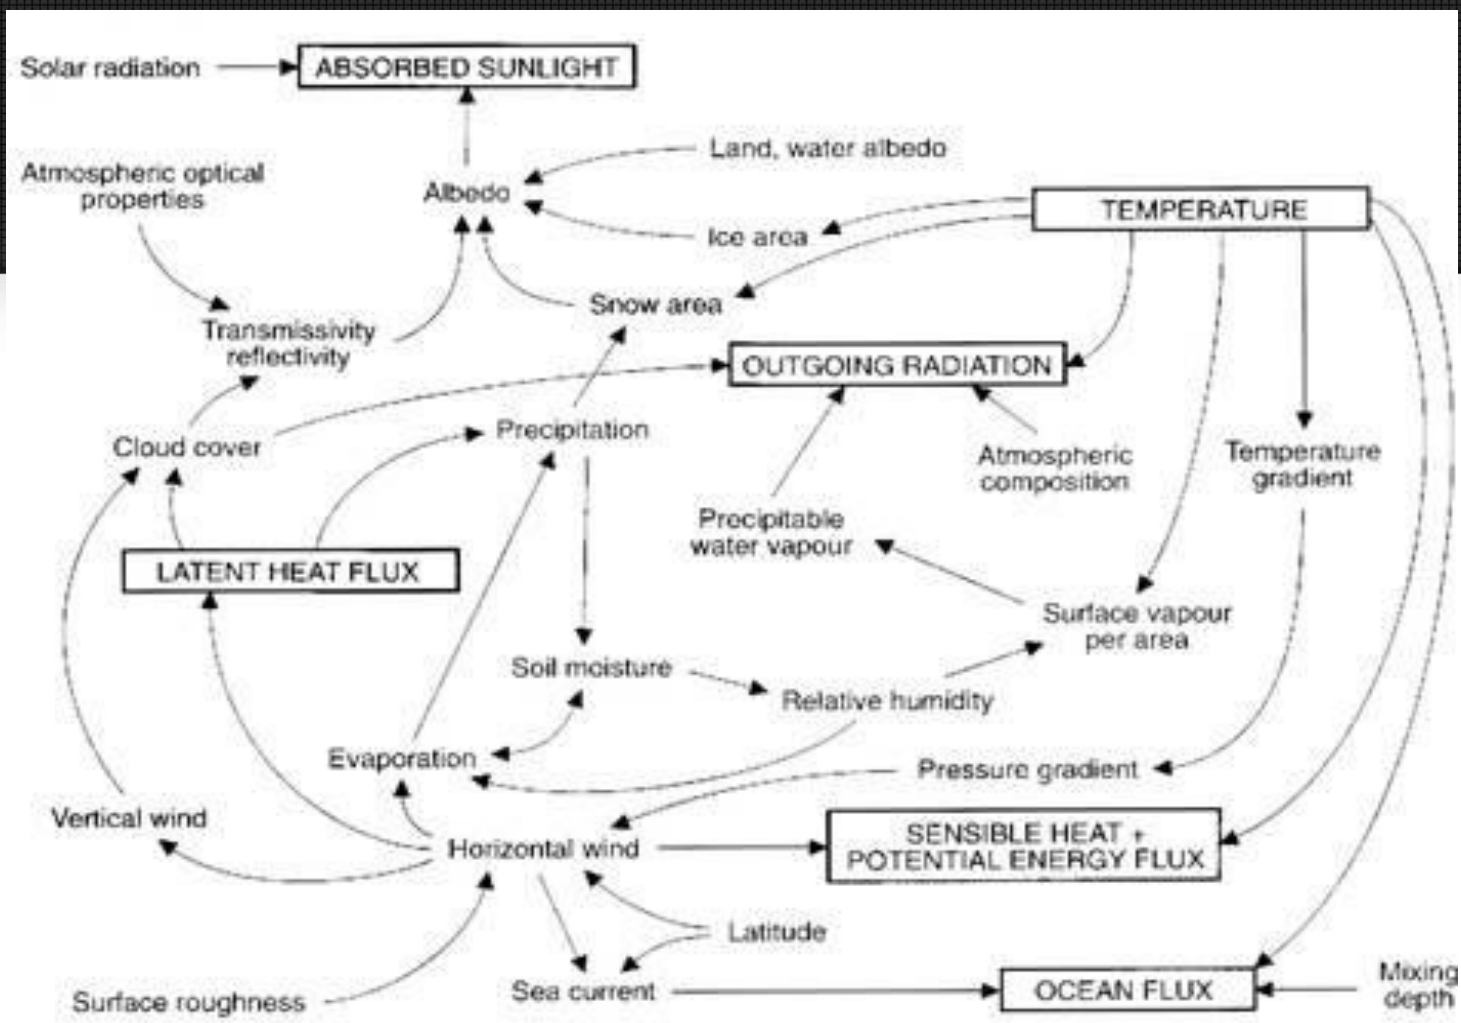 Solar radiation
ABSORBED SUNLIGHT
Land, water albedo
Atmospheric optical
properties
Albedo
TEMPERATURE
Ice area
Snow area
Transmissivity
reflectivity
OUTGOING RADIATION
Precipitation
Cloud cover
Atmospheric
composition
Temperature
gradient
Precipitable
water vapour
LATENT HEAT FLUX
Surface vapour
per area
Soil moisture
Relative humidity
Evaporation
Pressure gradient
Vertical wind
Horizontal wind
SENSIBLE HEAT +
POTENTIAL ENERGY FLUX
Latitude
Surface roughness
Sea current
OCEAN FLUX
Mixing
depth